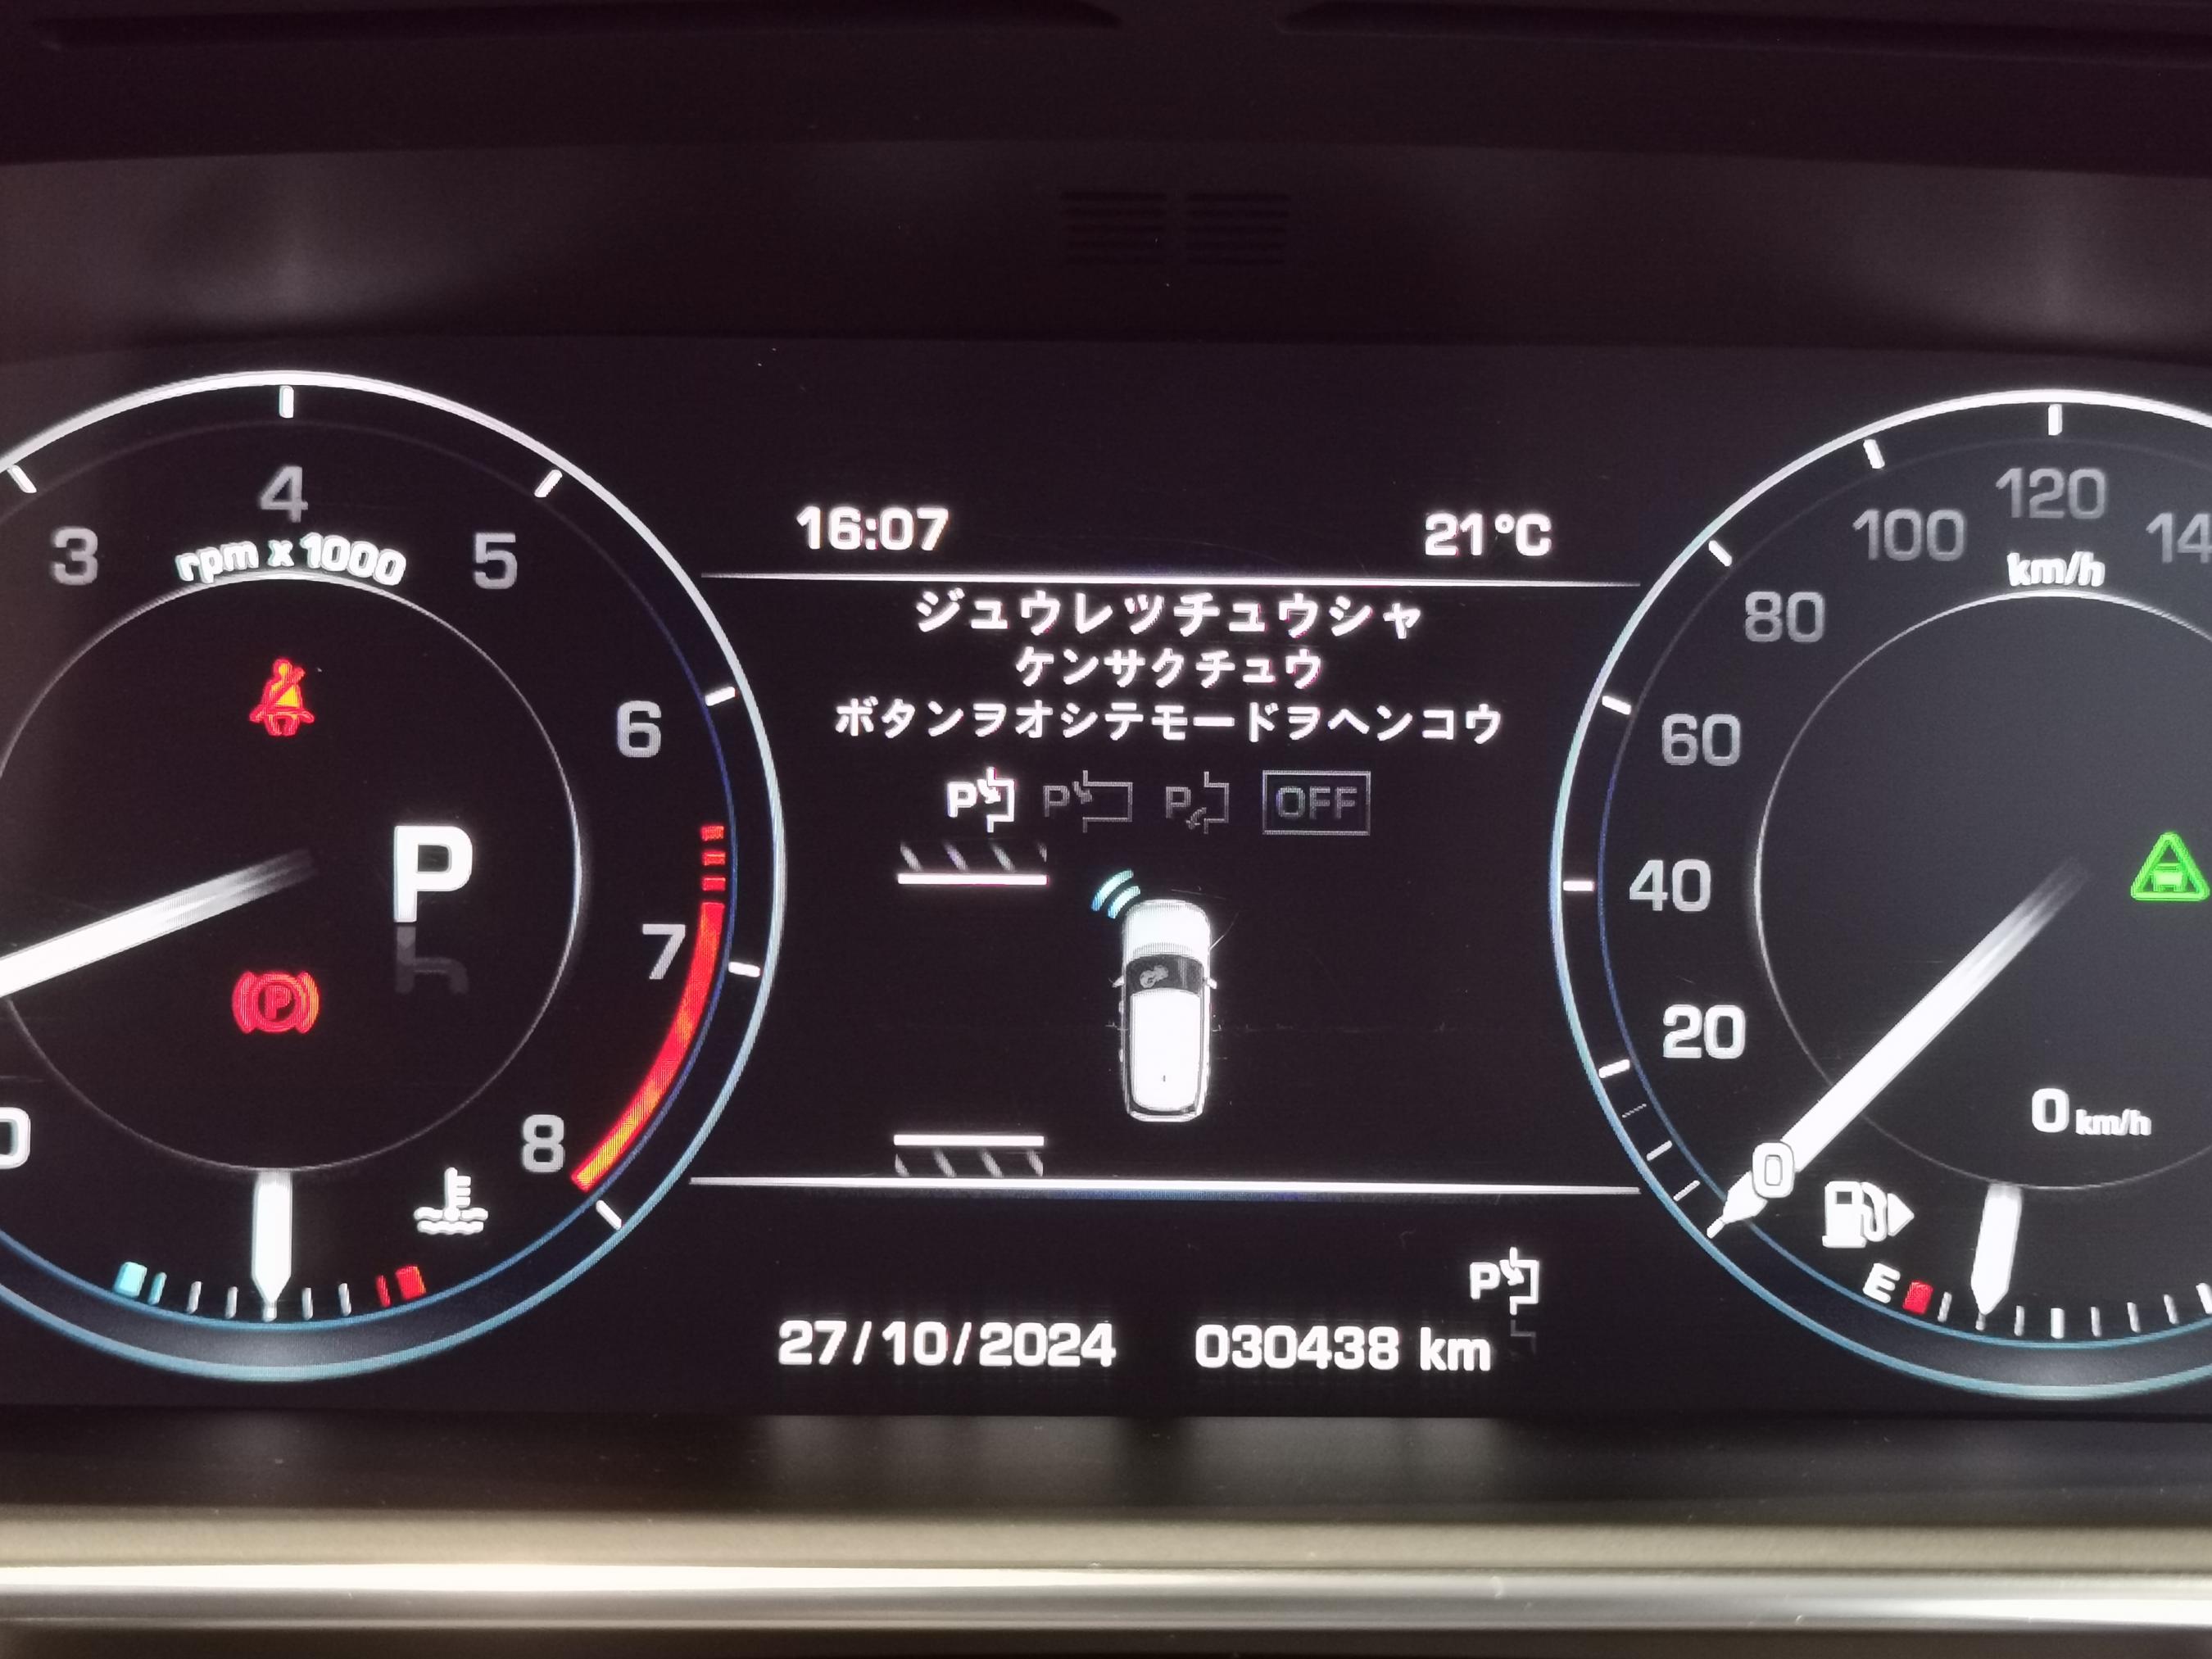 16:07 21°C
4
3 5
rpm x 1000
6
7
8
P
P
0
ジュウレツチュウシャ
ケンサクチュウ
ボタンヲオシテモードヲヘンコウ
P P P OFF
P
27/10/2024 030438 km
120
100 14
km/h
80
60
40
20
0
0 km/h
E